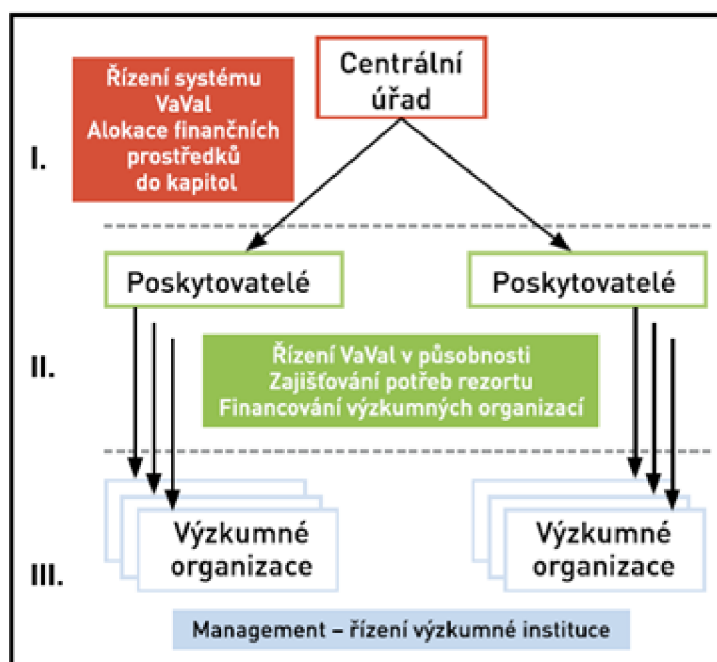 Řízení systému
VaVaI
Alokace finančních
prostředků
do kapitol
Centrální
úřad
I.
Poskytovatelé
Poskytovatelé
II.
Řízení VaVaI v působnosti
Zajišťování potřeb rezortu
Financování výzkumných organizací
Výzkumné
organizace
Výzkumné
organizace
III.
Management – řízení výzkumné instituce